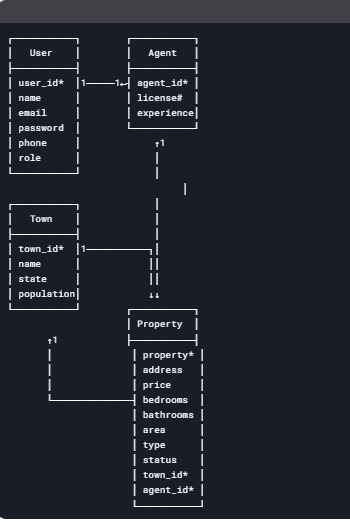 User
Agent
user_id* 1 1 agent_id*
name license#
email experience
password
phone
role
1
Town
town_id* 1
name
state
population
Property
1
property*
address
price
bedrooms
bathrooms
area
type
status
town_id*
agent_id*